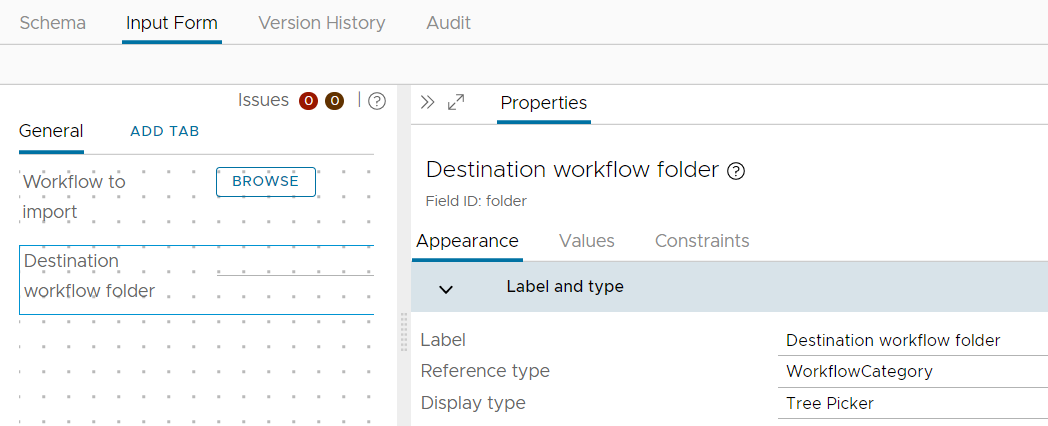 Schema Input Form Version History Audit
Issues 0 0 ?
General ADD TAB
Workflow to import BROWSE
Destination workflow folder
Properties
Destination workflow folder ?
Field ID: folder
Appearance Values Constraints
Label and type
Label Destination workflow folder
Reference type WorkflowCategory
Display type Tree Picker